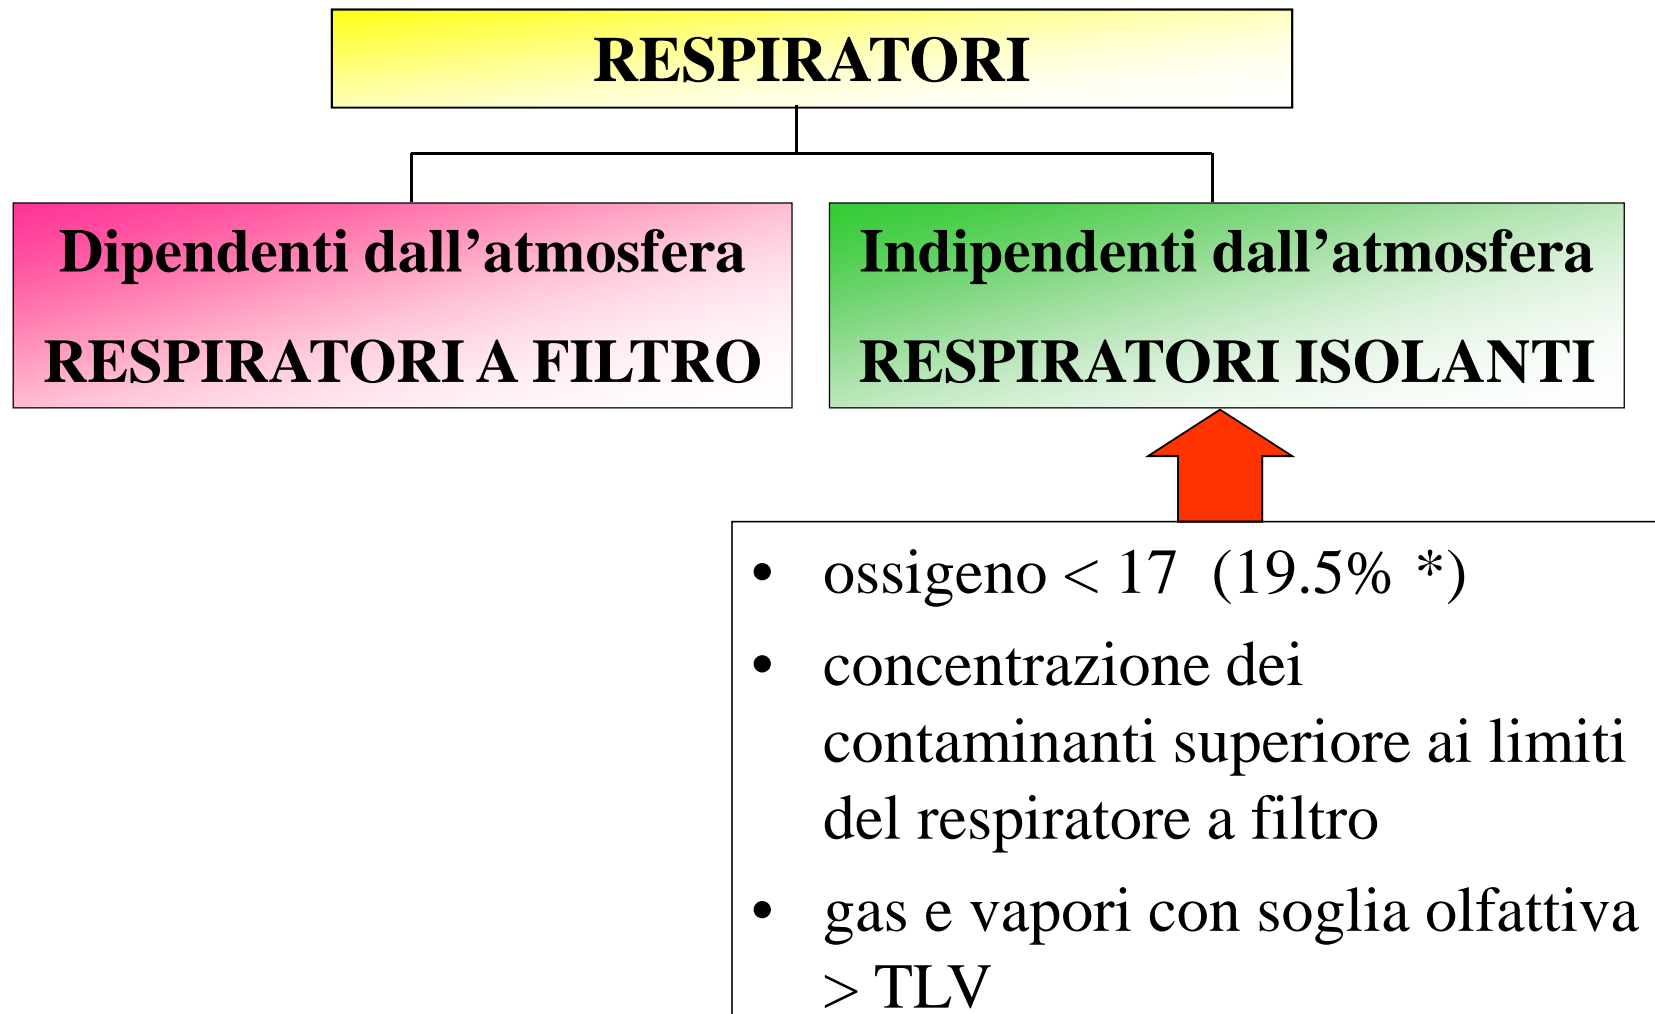 RESPIRATORI
Dipendenti dall’atmosfera
RESPIRATORI A FILTRO
Indipendenti dall’atmosfera
RESPIRATORI ISOLANTI
• ossigeno < 17 (19.5% *)
• concentrazione dei
contaminanti superiore ai limiti
del respiratore a filtro
• gas e vapori con soglia olfattiva
> TLV